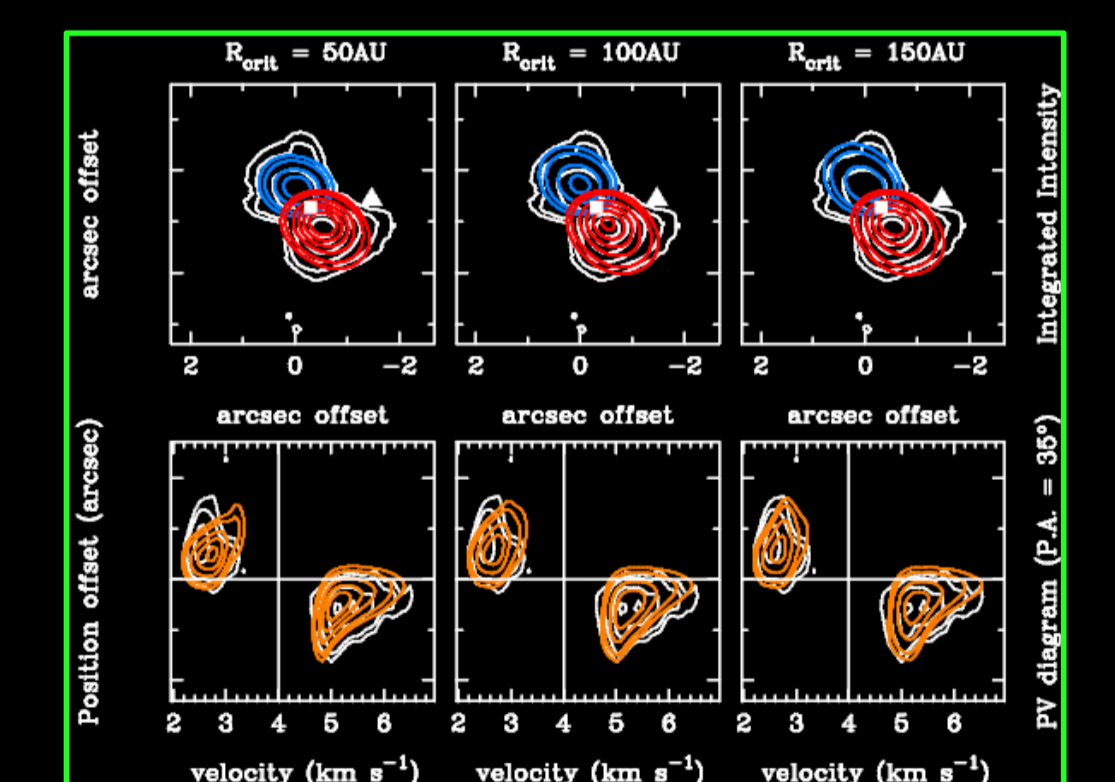 R_crit = 50AU R_crit = 100AU R_crit = 150AU
arcsec offset
Integrated Intensity
2 0 −2 2 0 −2 2 0 −2
arcsec offset arcsec offset arcsec offset
Position offset (arcsec)
PV diagram (P.A. = 35°)
2 3 4 5 6 2 3 4 5 6 2 3 4 5 6
velocity (km s⁻¹) velocity (km s⁻¹) velocity (km s⁻¹)